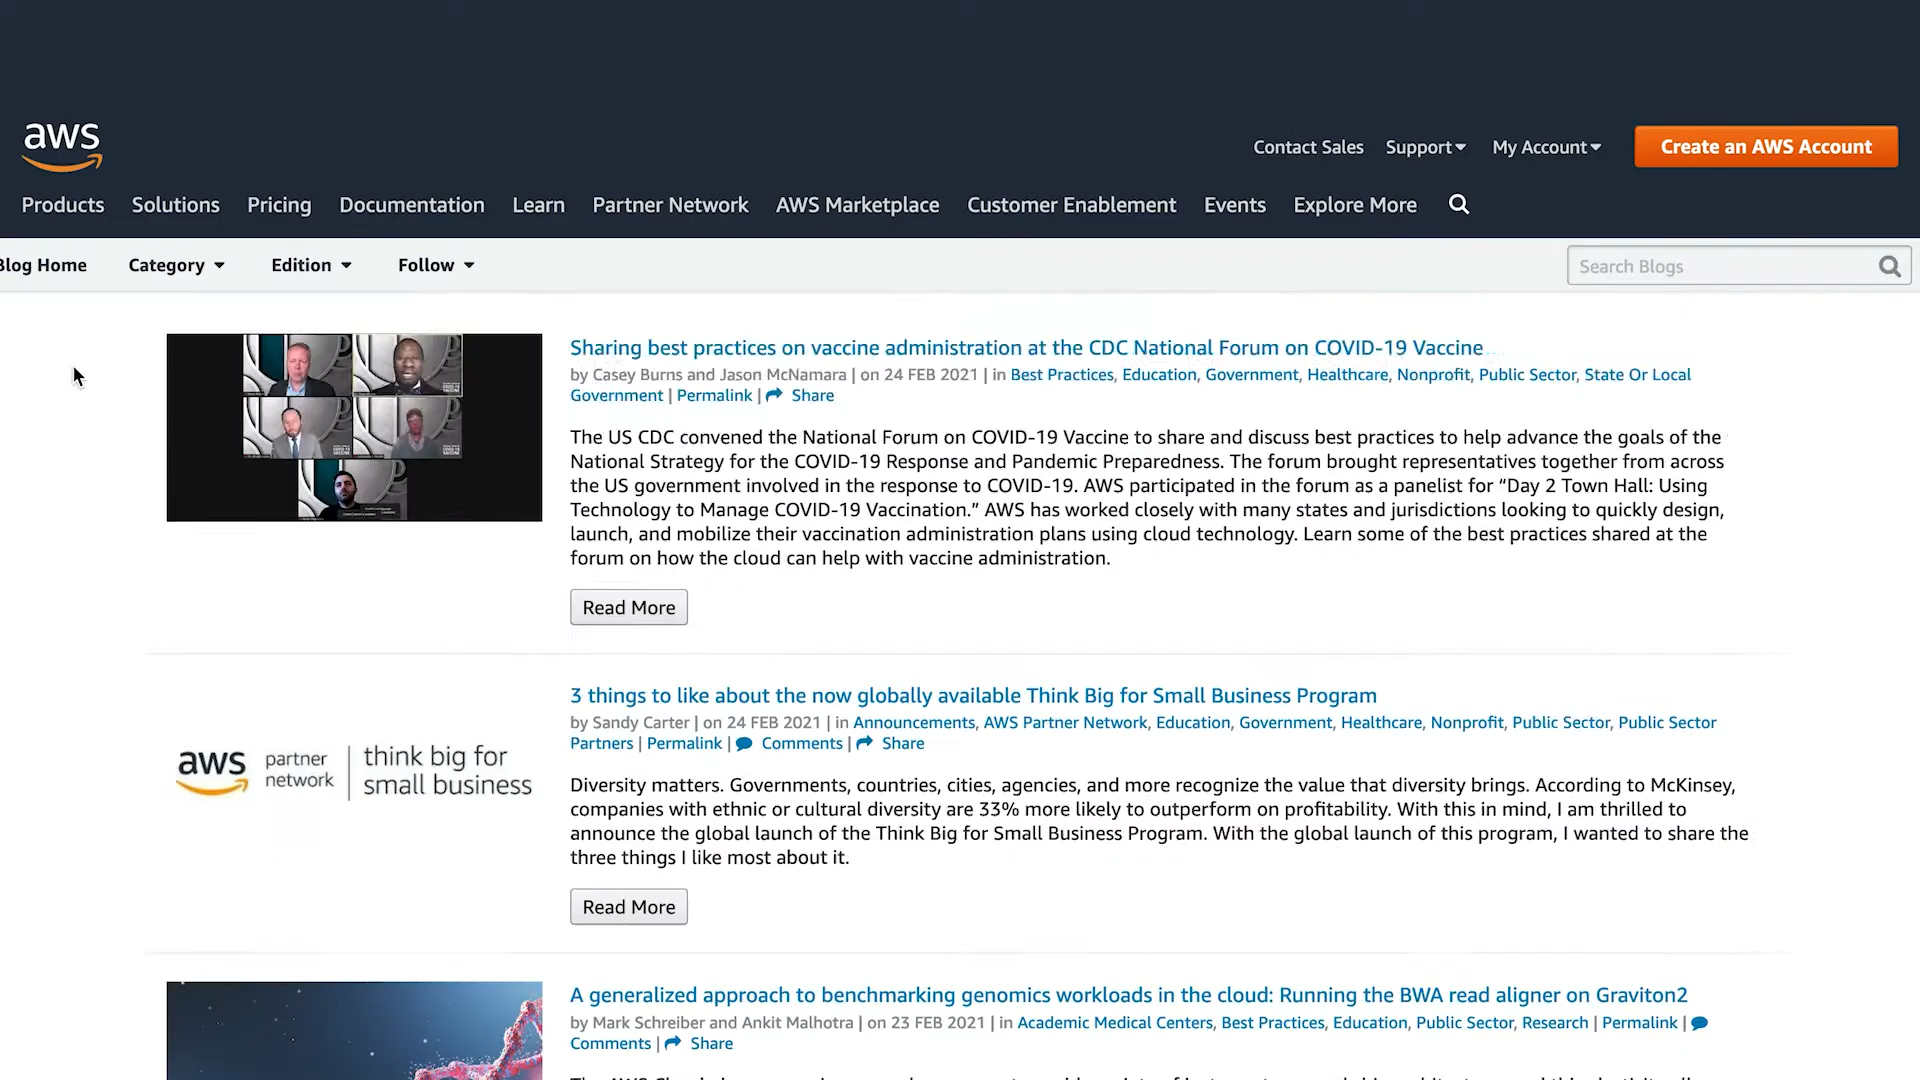 aws
Contact Sales Support My Account Create an AWS Account
Products Solutions Pricing Documentation Learn Partner Network AWS Marketplace Customer Enablement Events Explore More
Blog Home Category Edition Follow Search Blogs
Sharing best practices on vaccine administration at the CDC National Forum on COVID-19 Vaccine
by Casey Burns and Jason McNamara | on 24 FEB 2021 | in Best Practices, Education, Government, Healthcare, Nonprofit, Public Sector, State Or Local
Government | Permalink | Share
The US CDC convened the National Forum on COVID-19 Vaccine to share and discuss best practices to help advance the goals of the
National Strategy for the COVID-19 Response and Pandemic Preparedness. The forum brought representatives together from across
the US government involved in the response to COVID-19. AWS participated in the forum as a panelist for “Day 2 Town Hall: Using
Technology to Manage COVID-19 Vaccination.” AWS has worked closely with many states and jurisdictions looking to quickly design,
launch, and mobilize their vaccination administration plans using cloud technology. Learn some of the best practices shared at the
forum on how the cloud can help with vaccine administration.
Read More
aws partner network | think big for small business
3 things to like about the now globally available Think Big for Small Business Program
by Sandy Carter | on 24 FEB 2021 | in Announcements, AWS Partner Network, Education, Government, Healthcare, Nonprofit, Public Sector, Public Sector
Partners | Permalink | Comments | Share
Diversity matters. Governments, countries, cities, agencies, and more recognize the value that diversity brings. According to McKinsey,
companies with ethnic or cultural diversity are 33% more likely to outperform on profitability. With this in mind, I am thrilled to
announce the global launch of the Think Big for Small Business Program. With the global launch of this program, I wanted to share the
three things I like most about it.
Read More
A generalized approach to benchmarking genomics workloads in the cloud: Running the BWA read aligner on Graviton2
by Mark Schreiber and Ankit Malhotra | on 23 FEB 2021 | in Academic Medical Centers, Best Practices, Education, Public Sector, Research | Permalink |
Comments | Share